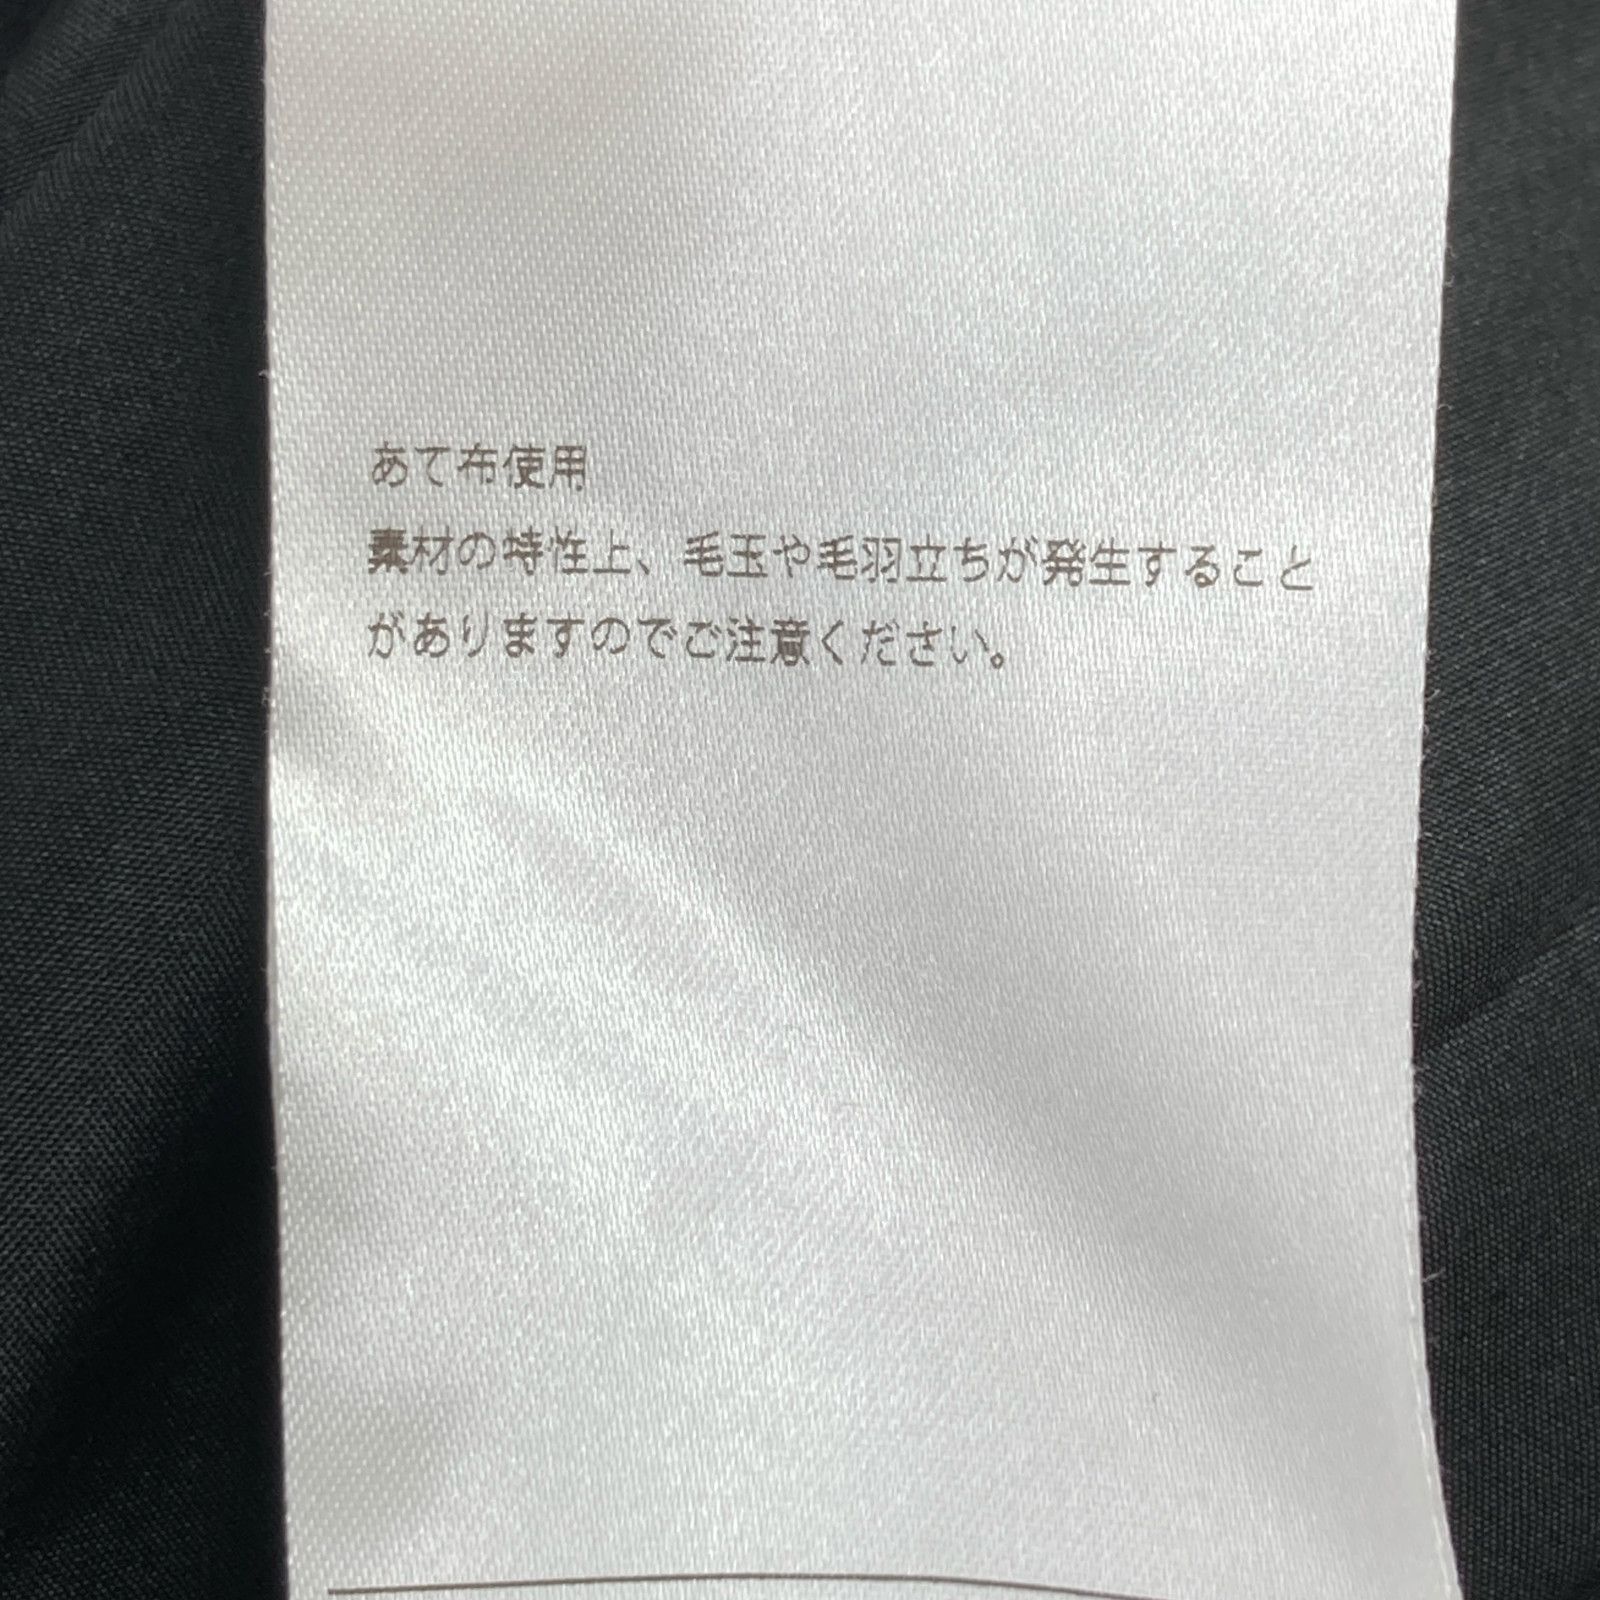 あて布使用
素材の特性上、毛玉や毛羽立ちが発生すること
がありますのでご注意ください。